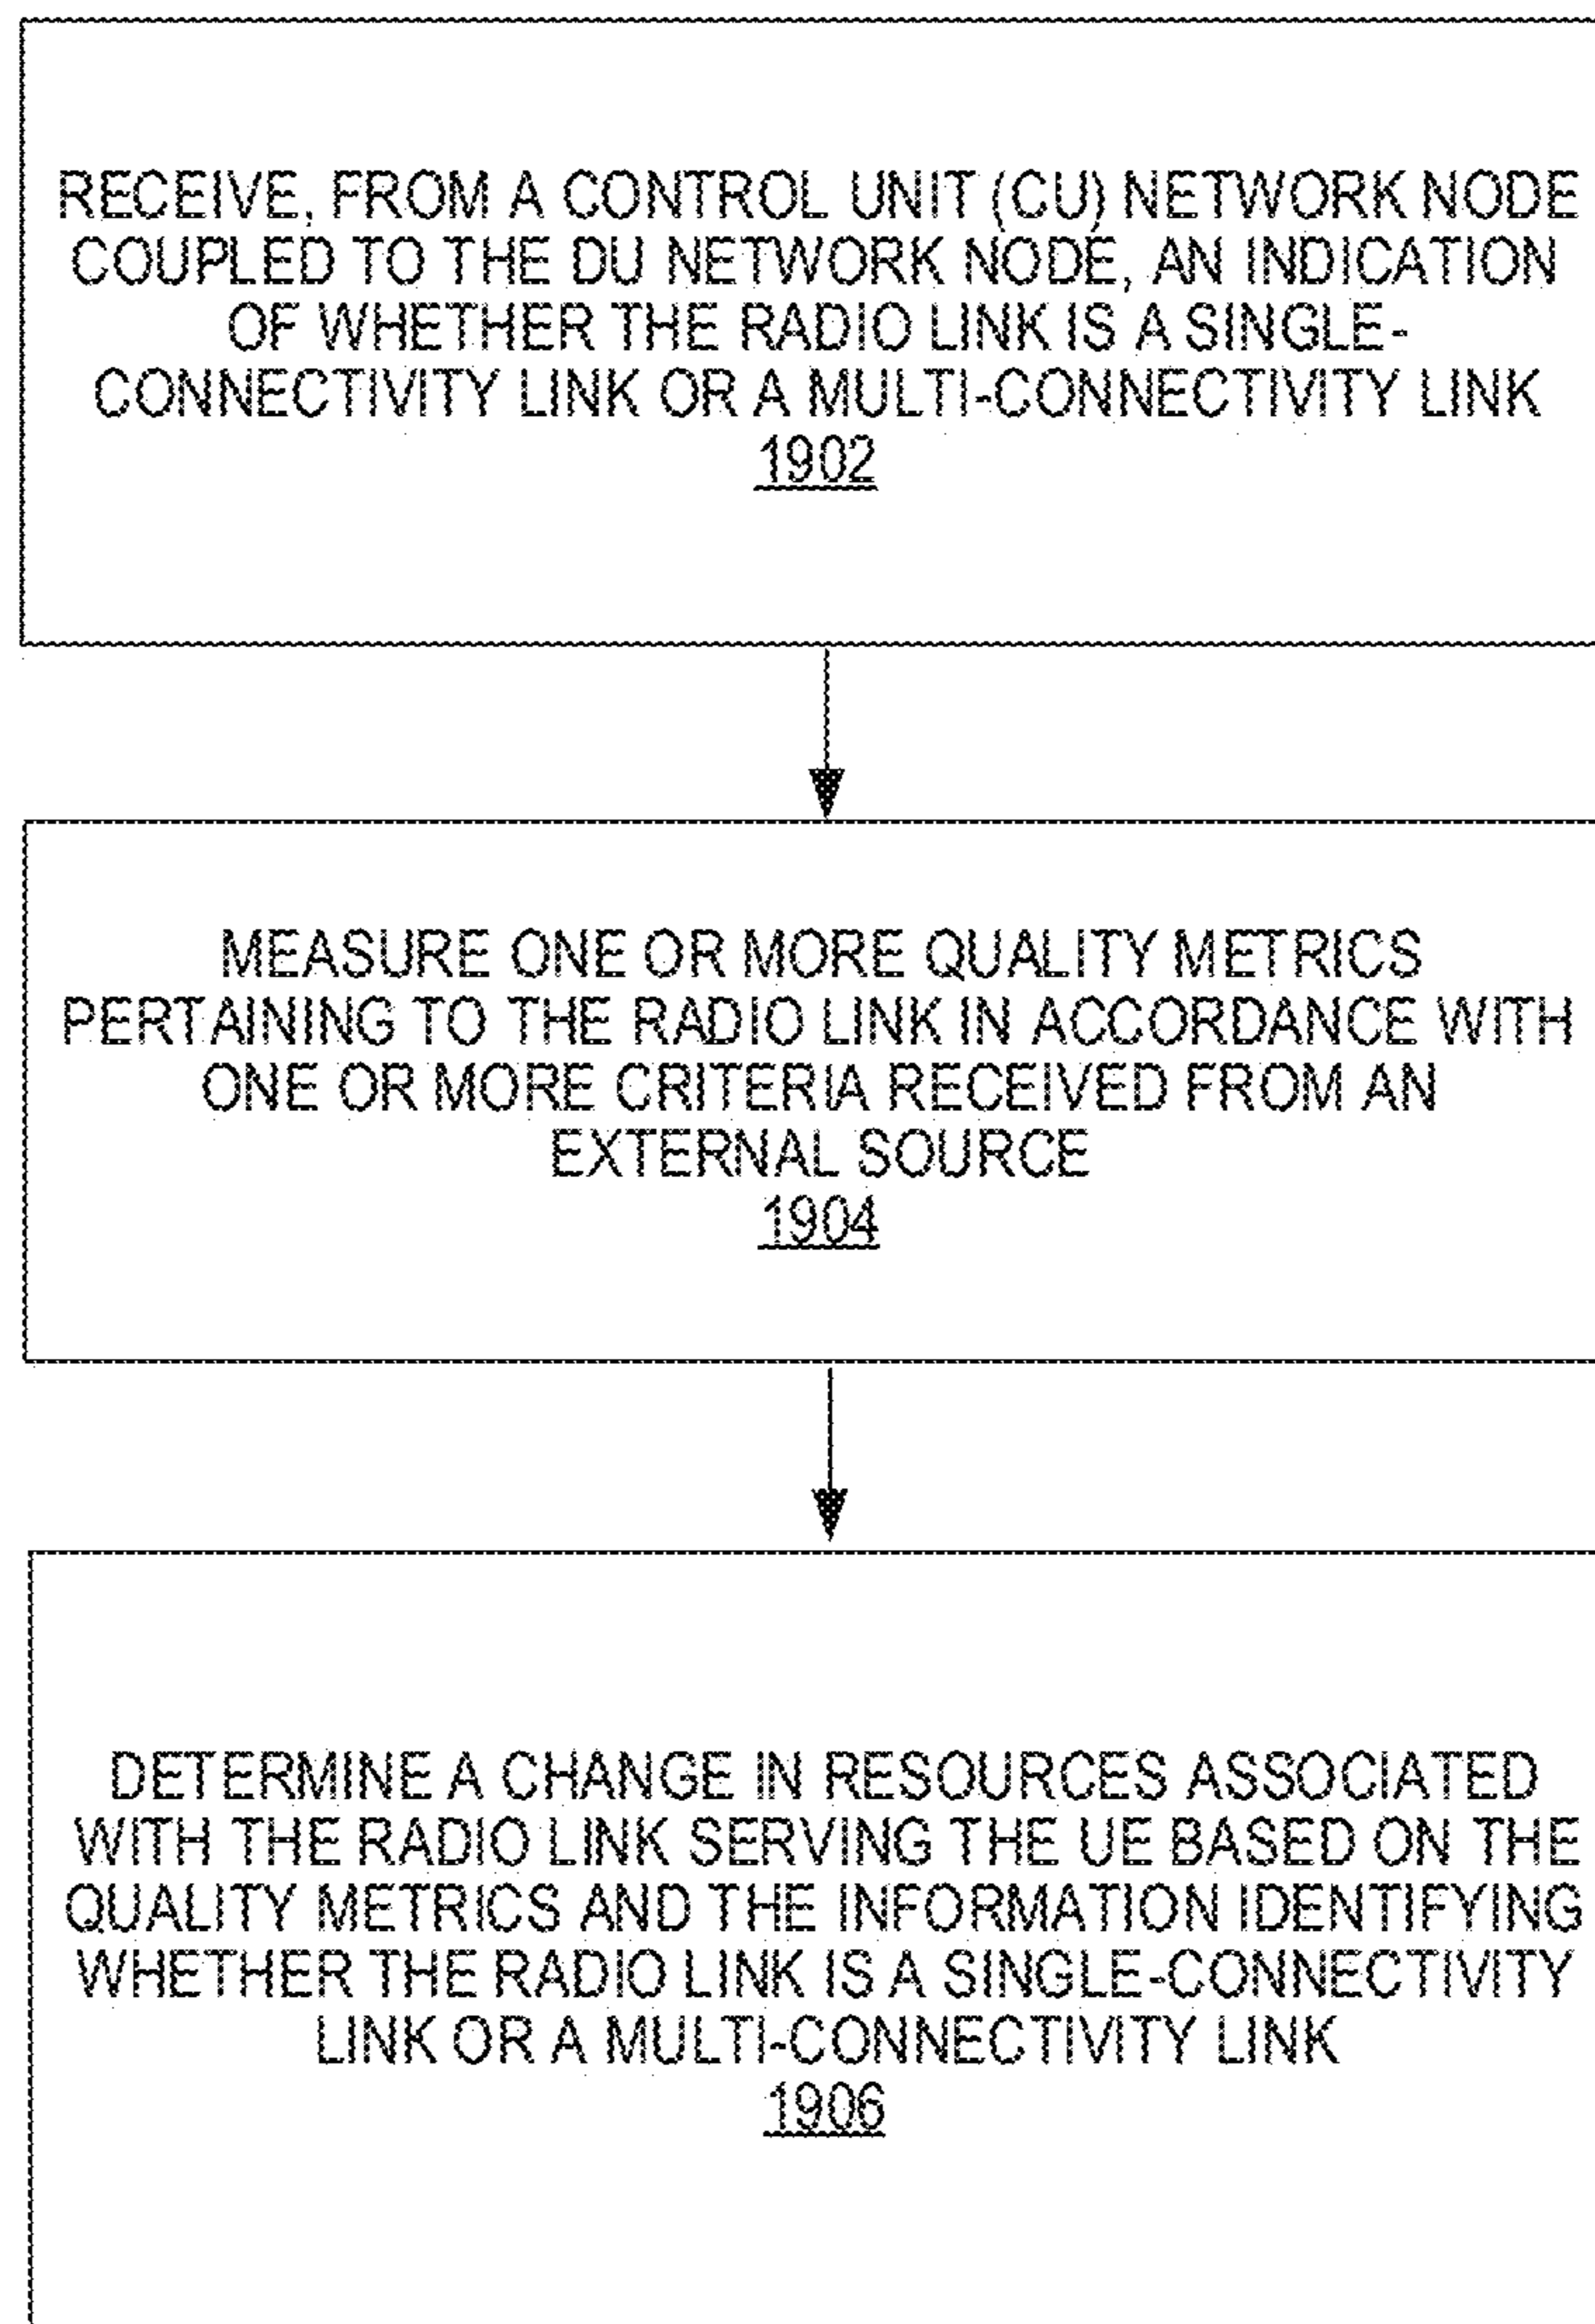 RECEIVE, FROM A CONTROL UNIT (CU) NETWORK NODE
COUPLED TO THE DU NETWORK NODE, AN INDICATION
OF WHETHER THE RADIO LINK IS A SINGLE-
CONNECTIVITY LINK OR A MULTI-CONNECTIVITY LINK
1902
MEASURE ONE OR MORE QUALITY METRICS
PERTAINING TO THE RADIO LINK IN ACCORDANCE WITH
ONE OR MORE CRITERIA RECEIVED FROM AN
EXTERNAL SOURCE
1904
DETERMINE A CHANGE IN RESOURCES ASSOCIATED
WITH THE RADIO LINK SERVING THE UE BASED ON THE
QUALITY METRICS AND THE INFORMATION IDENTIFYING
WHETHER THE RADIO LINK IS A SINGLE-CONNECTIVITY
LINK OR A MULTI-CONNECTIVITY LINK
1906